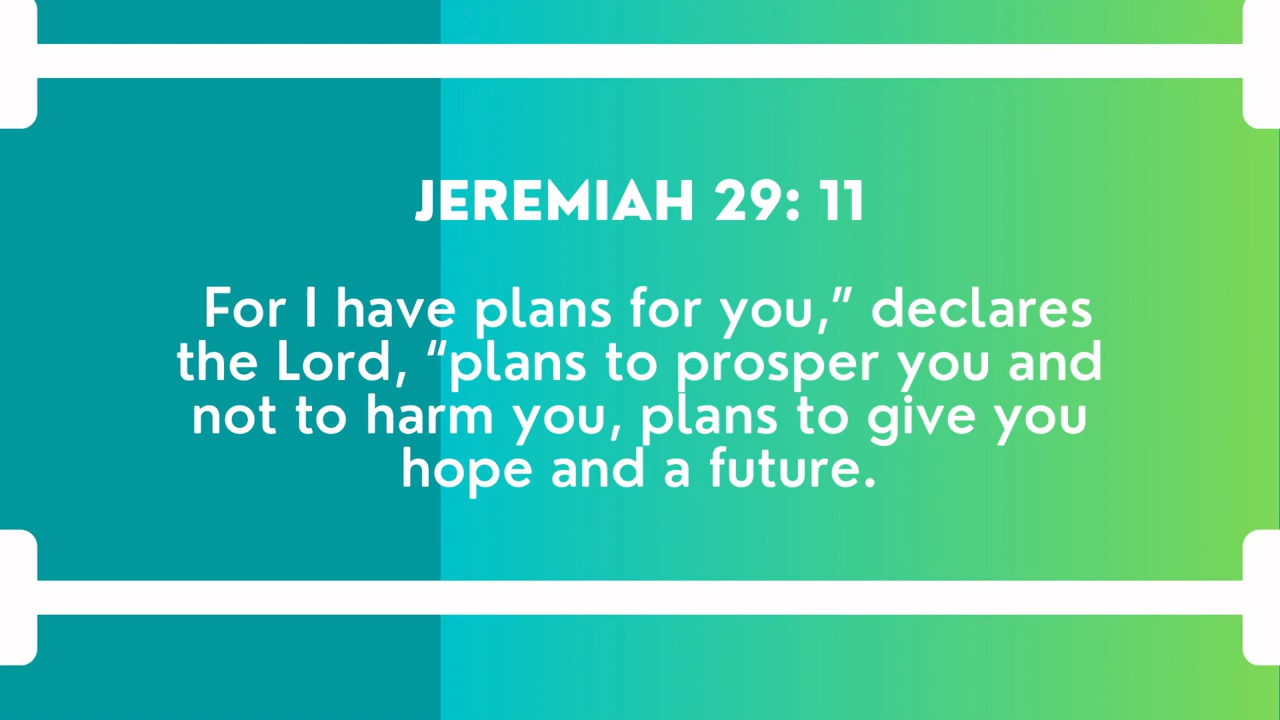 JEREMIAH 29: 11
For I have plans for you,” declares
the Lord, “plans to prosper you and
not to harm you, plans to give you
hope and a future.